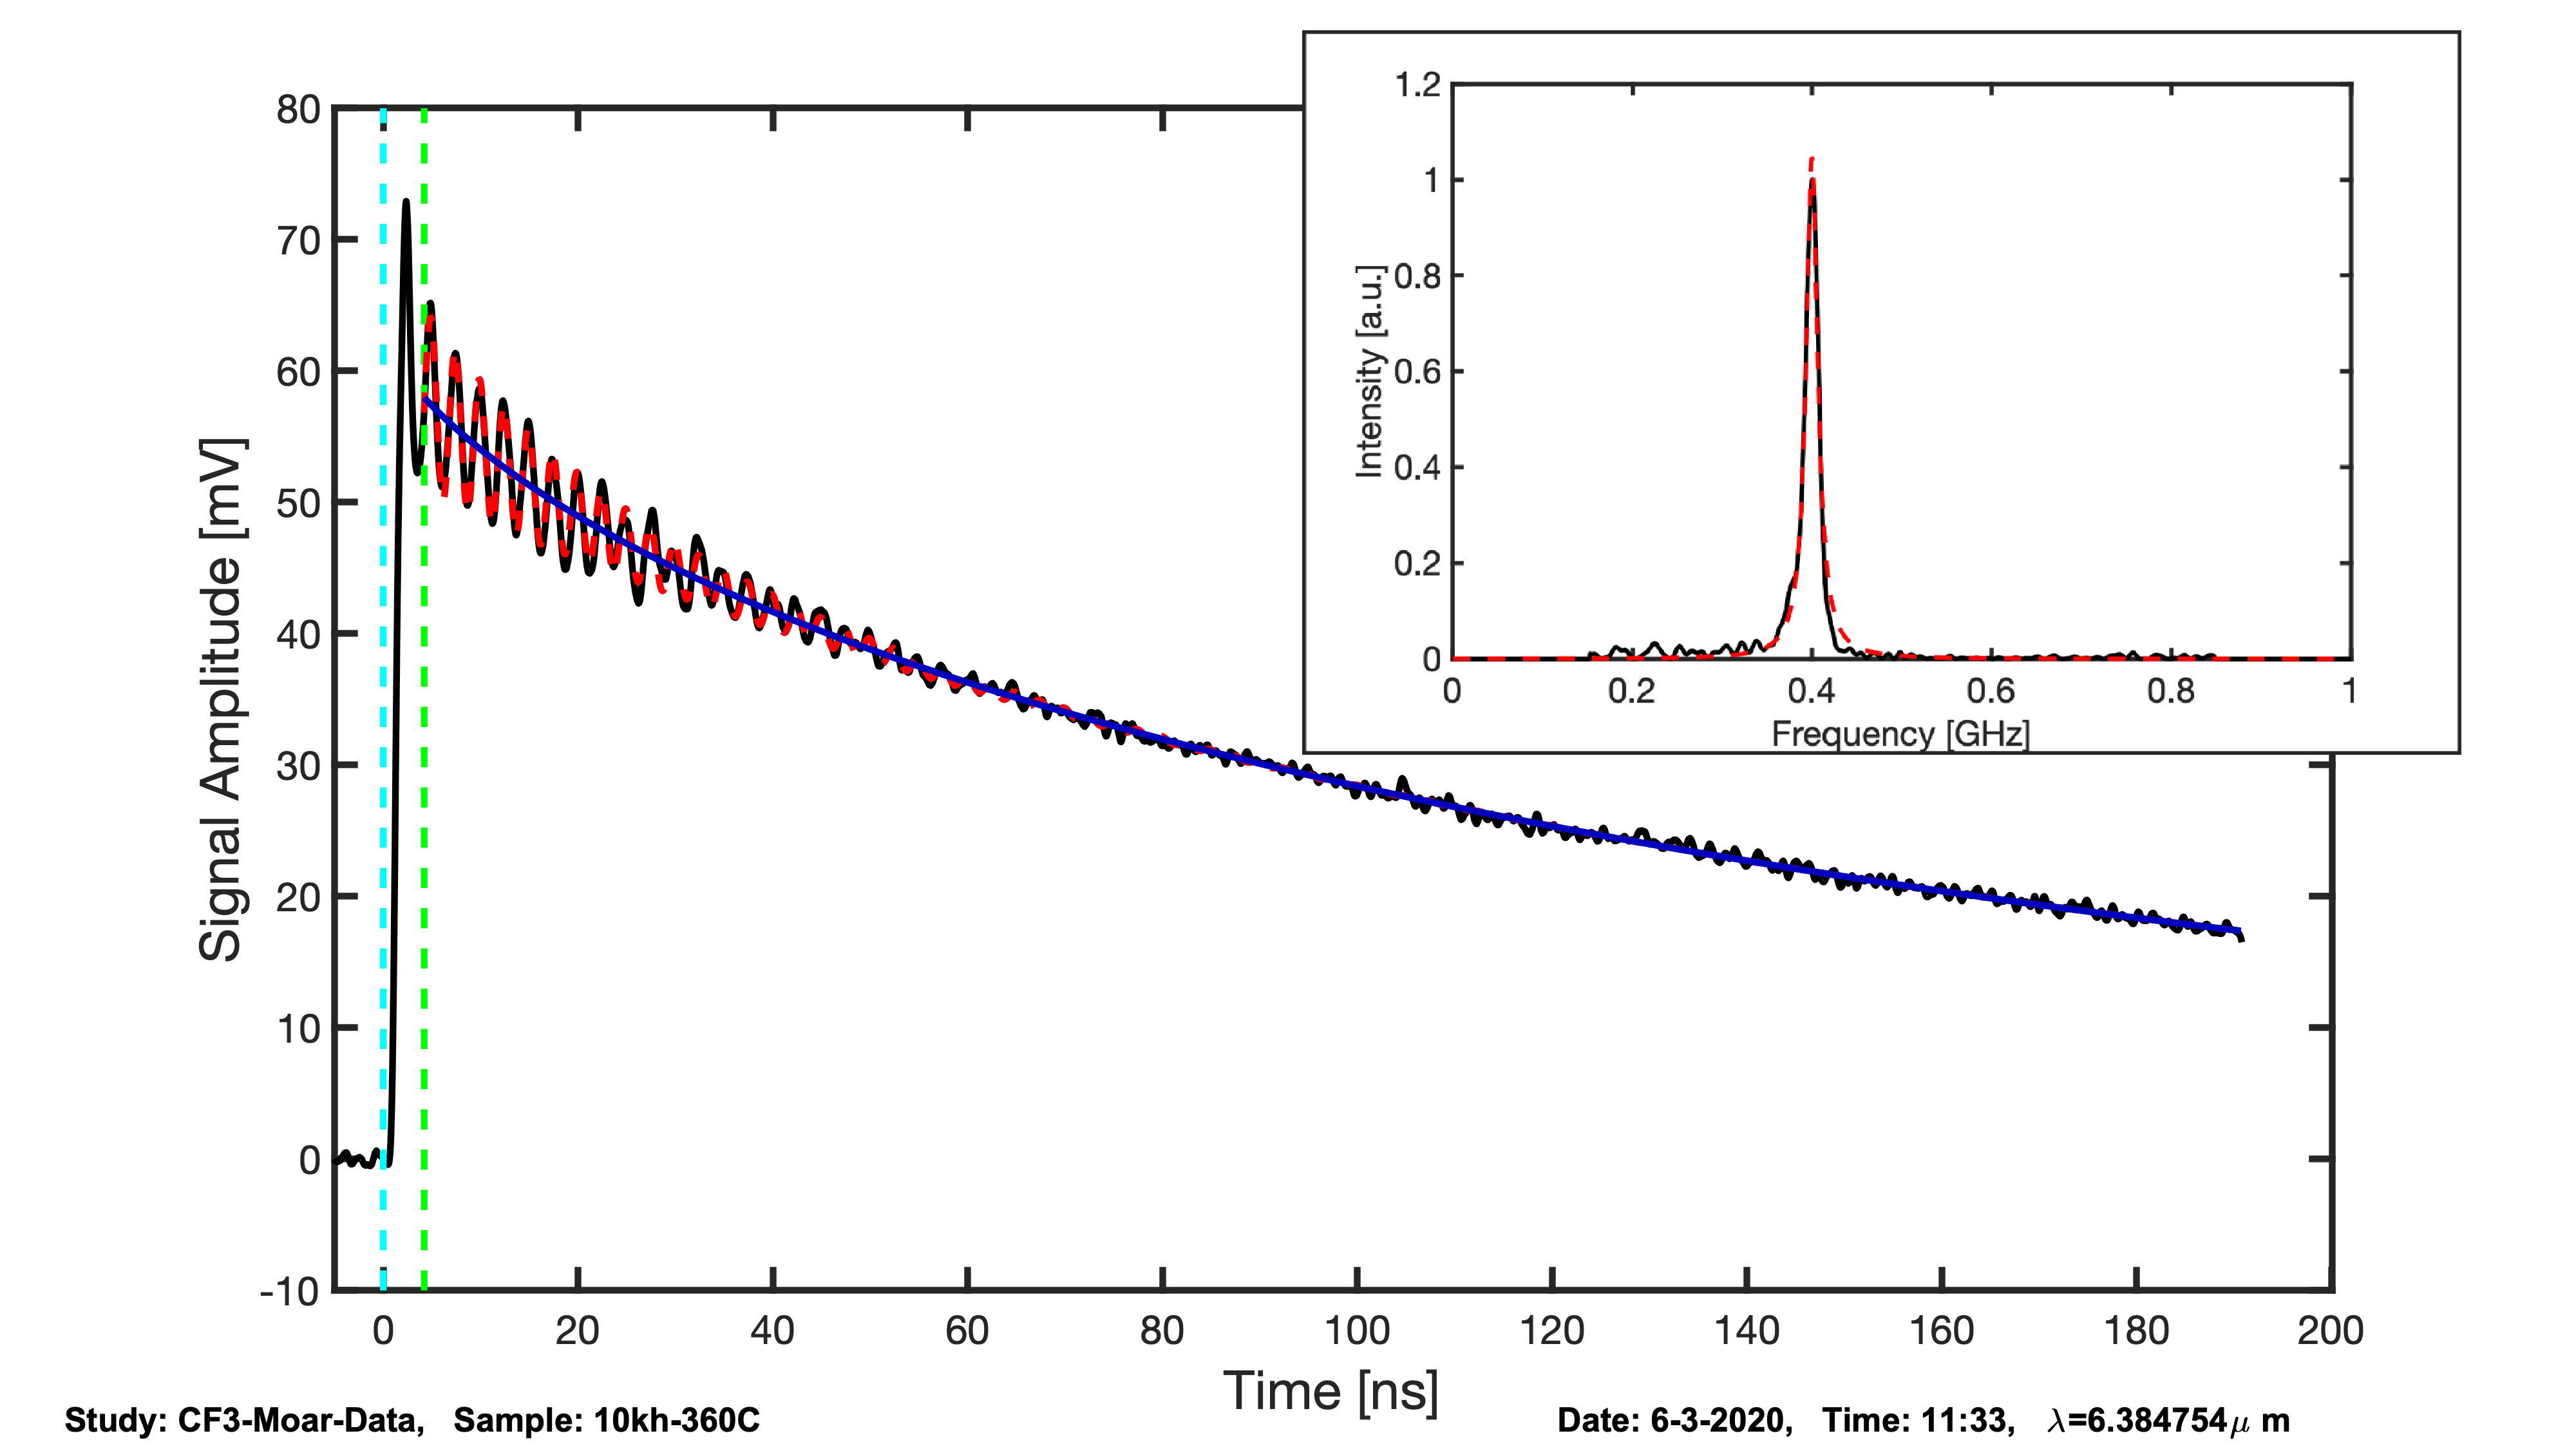 1.2
1
0.8
0.6
0.4
0.2
0
Intensity [a.u.]
0 0.2 0.4 0.6 0.8 1
Frequency [GHz]
80
70
60
50
40
30
20
10
0
-10
Signal Amplitude [mV]
0 20 40 60 80 100 120 140 160 180 200
Time [ns]
Study: CF3-Moar-Data, Sample: 10kh-360C
Date: 6-3-2020, Time: 11:33, λ=6.384754μ m